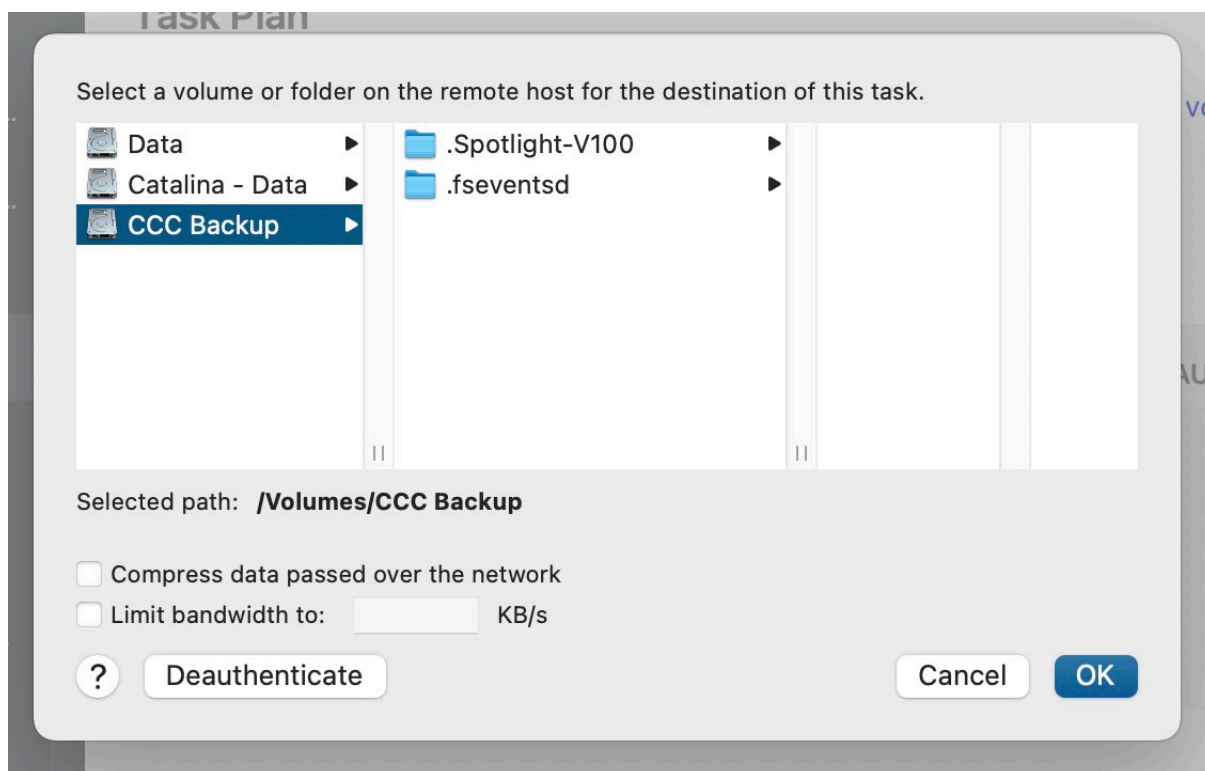 Task Plan
Select a volume or folder on the remote host for the destination of this task.
Data
Catalina - Data
CCC Backup
.Spotlight-V100
.fseventsd
Selected path: /Volumes/CCC Backup
Compress data passed over the network
Limit bandwidth to: KB/s
? Deauthenticate Cancel OK